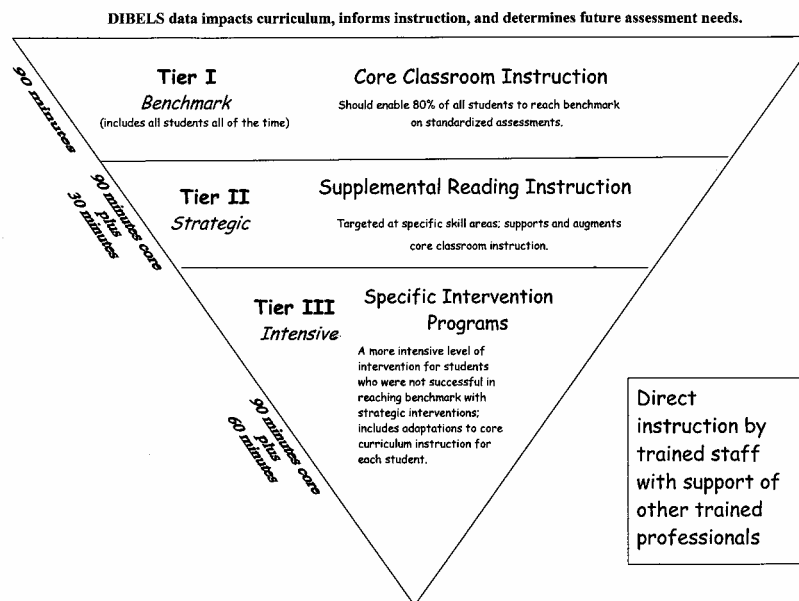 DIBELS data impacts curriculum, informs instruction, and determines future assessment needs.
90 minutes
Tier I
Benchmark
(includes all students all of the time)
Core Classroom Instruction
Should enable 80% of all students to reach benchmark
on standardized assessments.
90 minutes core
plus
30 minutes
Tier II
Strategic
Supplemental Reading Instruction
Targeted at specific skill areas; supports and augments
core classroom instruction.
Tier III
Intensive
Specific Intervention
Programs
A more intensive level of
intervention for students
who were not successful in
reaching benchmark with
strategic interventions;
includes adaptations to core
curriculum instruction for
each student.
90 minutes core
plus
60 minutes
Direct
instruction by
trained staff
with support of
other trained
professionals